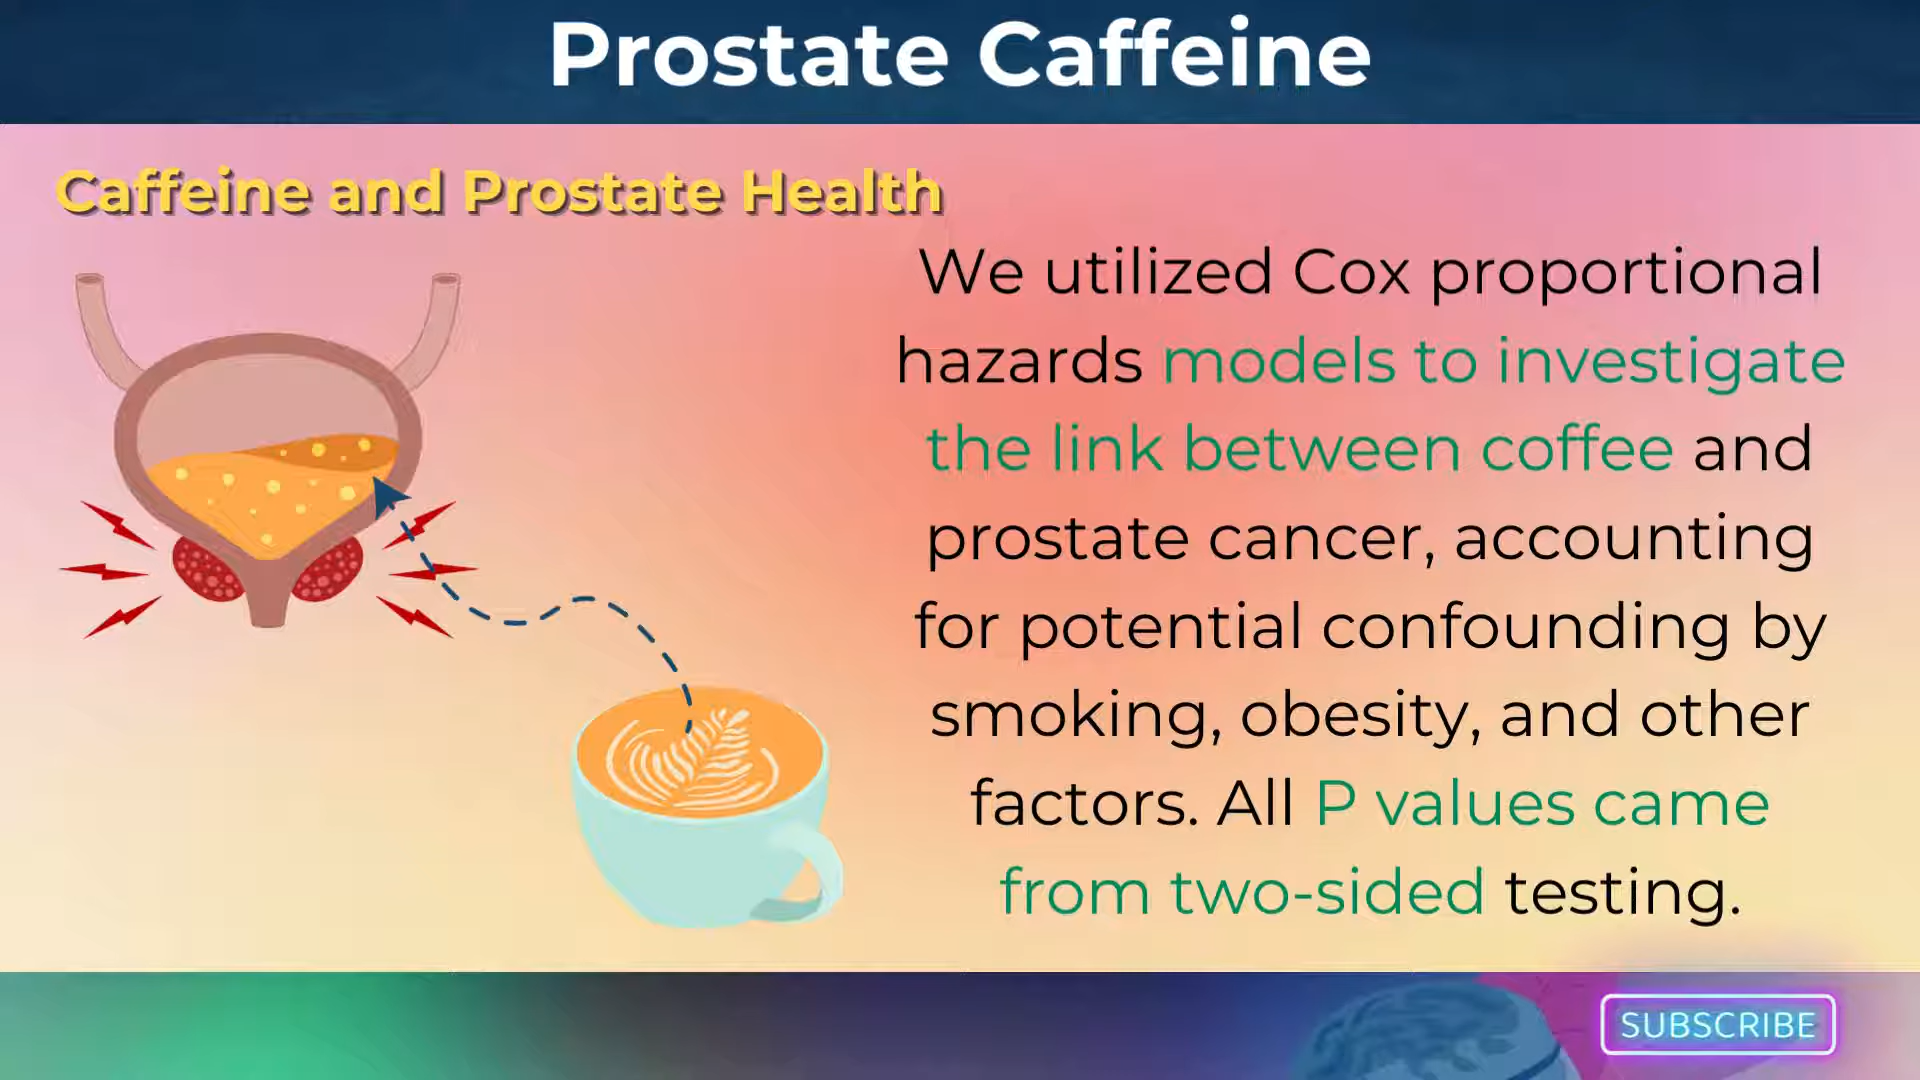 Prostate Caffeine
Caffeine and Prostate Health
We utilized Cox proportional
hazards models to investigate
the link between coffee and
prostate cancer, accounting
for potential confounding by
smoking, obesity, and other
factors. All P values came
from two-sided testing.
SUBSCRIBE